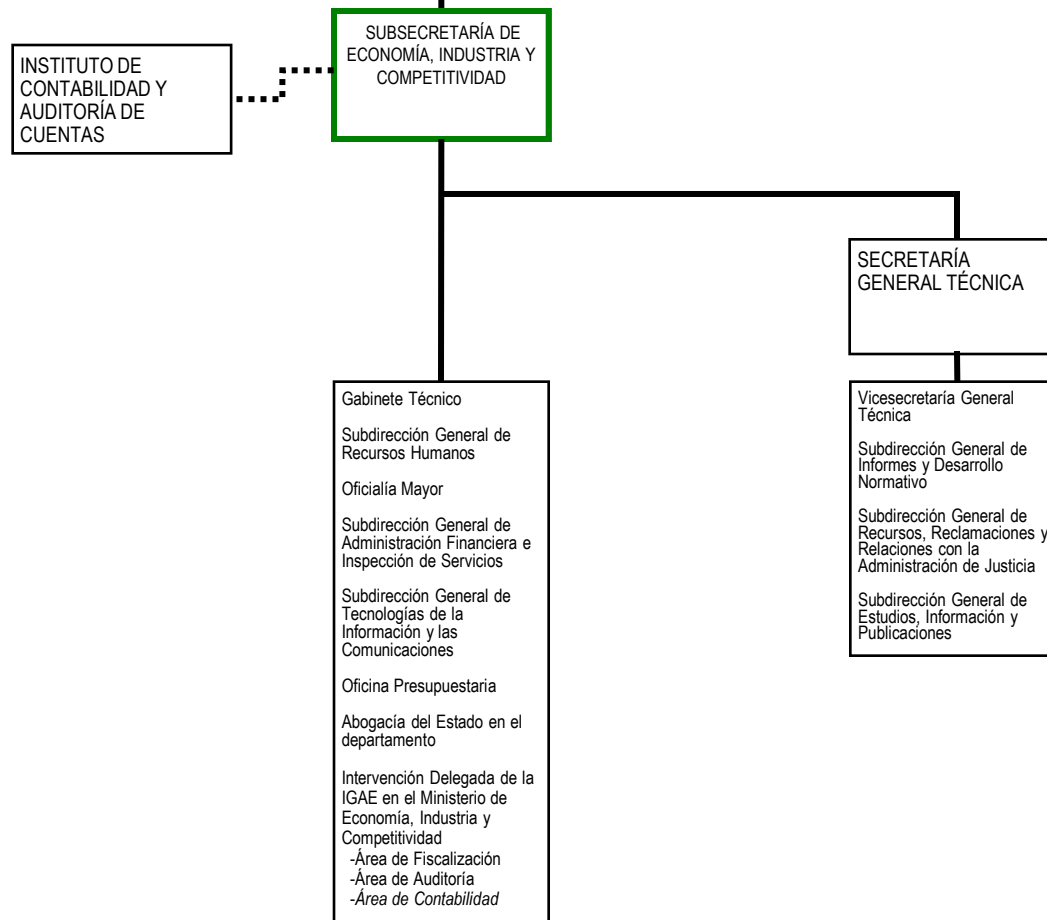 SUBSECRETARÍA DE
ECONOMÍA, INDUSTRIA Y
COMPETITIVIDAD
INSTITUTO DE
CONTABILIDAD Y
AUDITORÍA DE
CUENTAS
SECRETARÍA
GENERAL TÉCNICA
Gabinete Técnico
Subdirección General de
Recursos Humanos
Oficialía Mayor
Subdirección General de
Administración Financiera e
Inspección de Servicios
Subdirección General de
Tecnologías de la
Información y las
Comunicaciones
Oficina Presupuestaria
Abogacía del Estado en el
departamento
Intervención Delegada de la
IGAE en el Ministerio de
Economía, Industria y
Competitividad
-Área de Fiscalización
-Área de Auditoría
-Área de Contabilidad
Vicesecretaría General
Técnica
Subdirección General de
Informes y Desarrollo
Normativo
Subdirección General de
Recursos, Reclamaciones y
Relaciones con la
Administración de Justicia
Subdirección General de
Estudios, Información y
Publicaciones